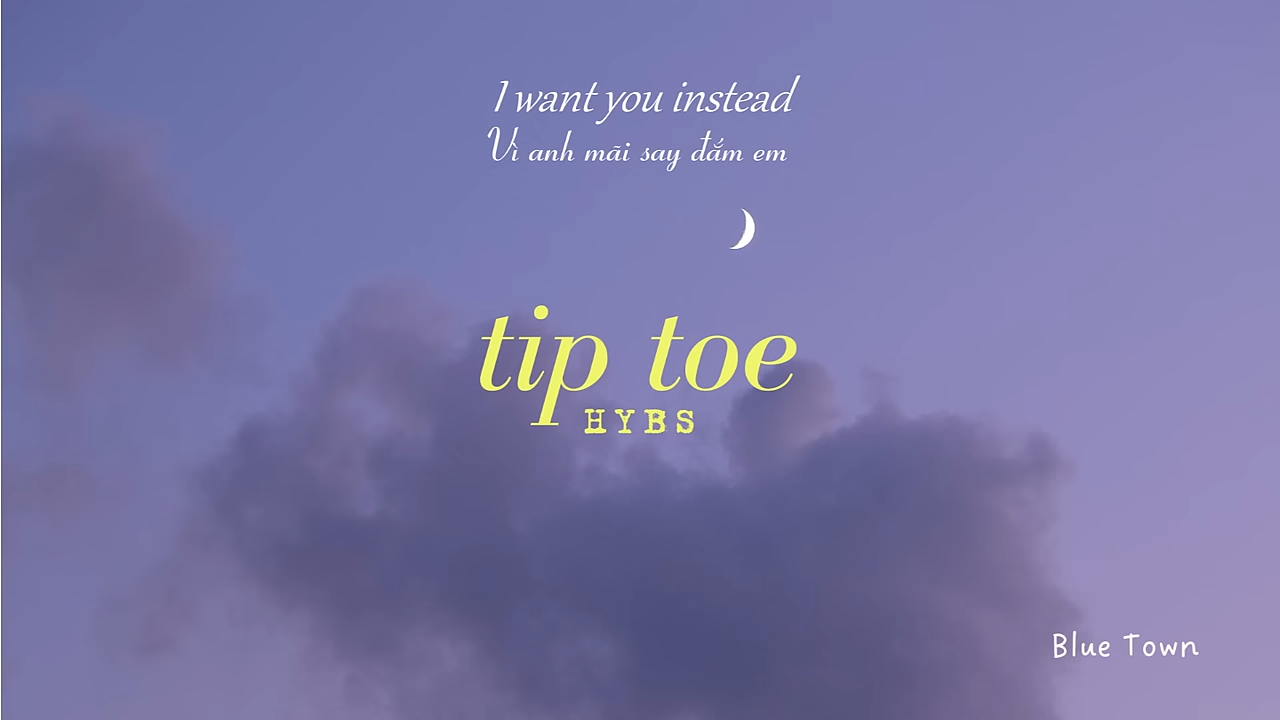 I want you instead
Vì anh mãi say đắm em
tip toe
HYBS
Blue Town